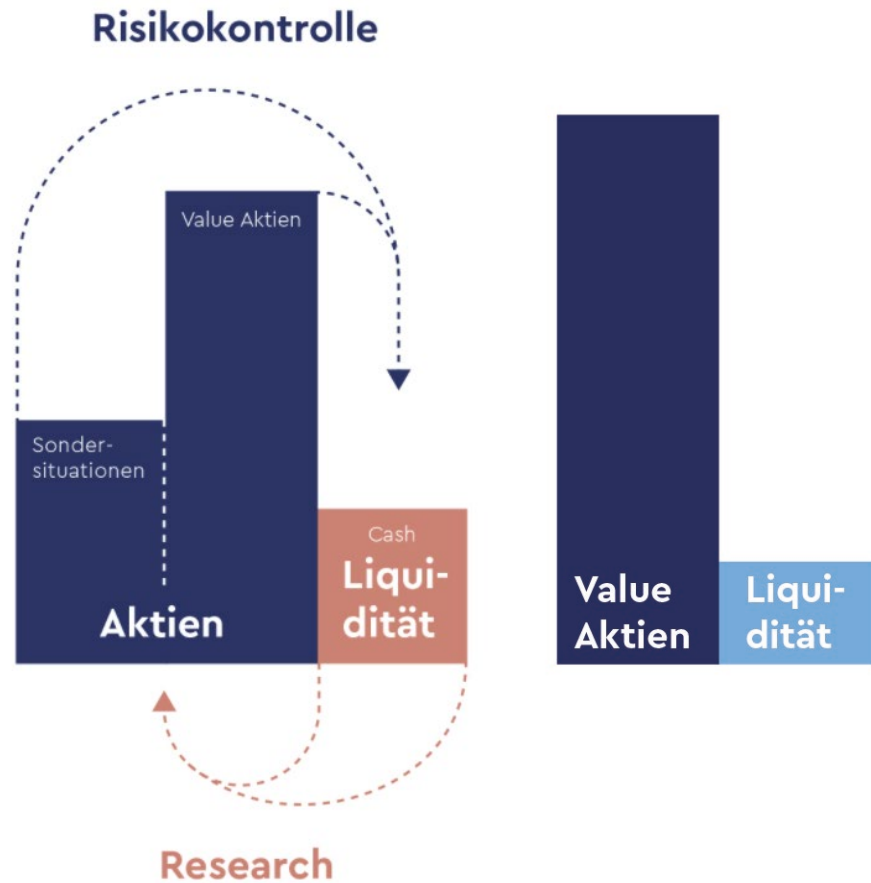 Risikokontrolle
Value Aktien
Sonder-
situationen
Cash
Liqui-
dität
Aktien
Research
Value
Aktien
Liqui-
dität